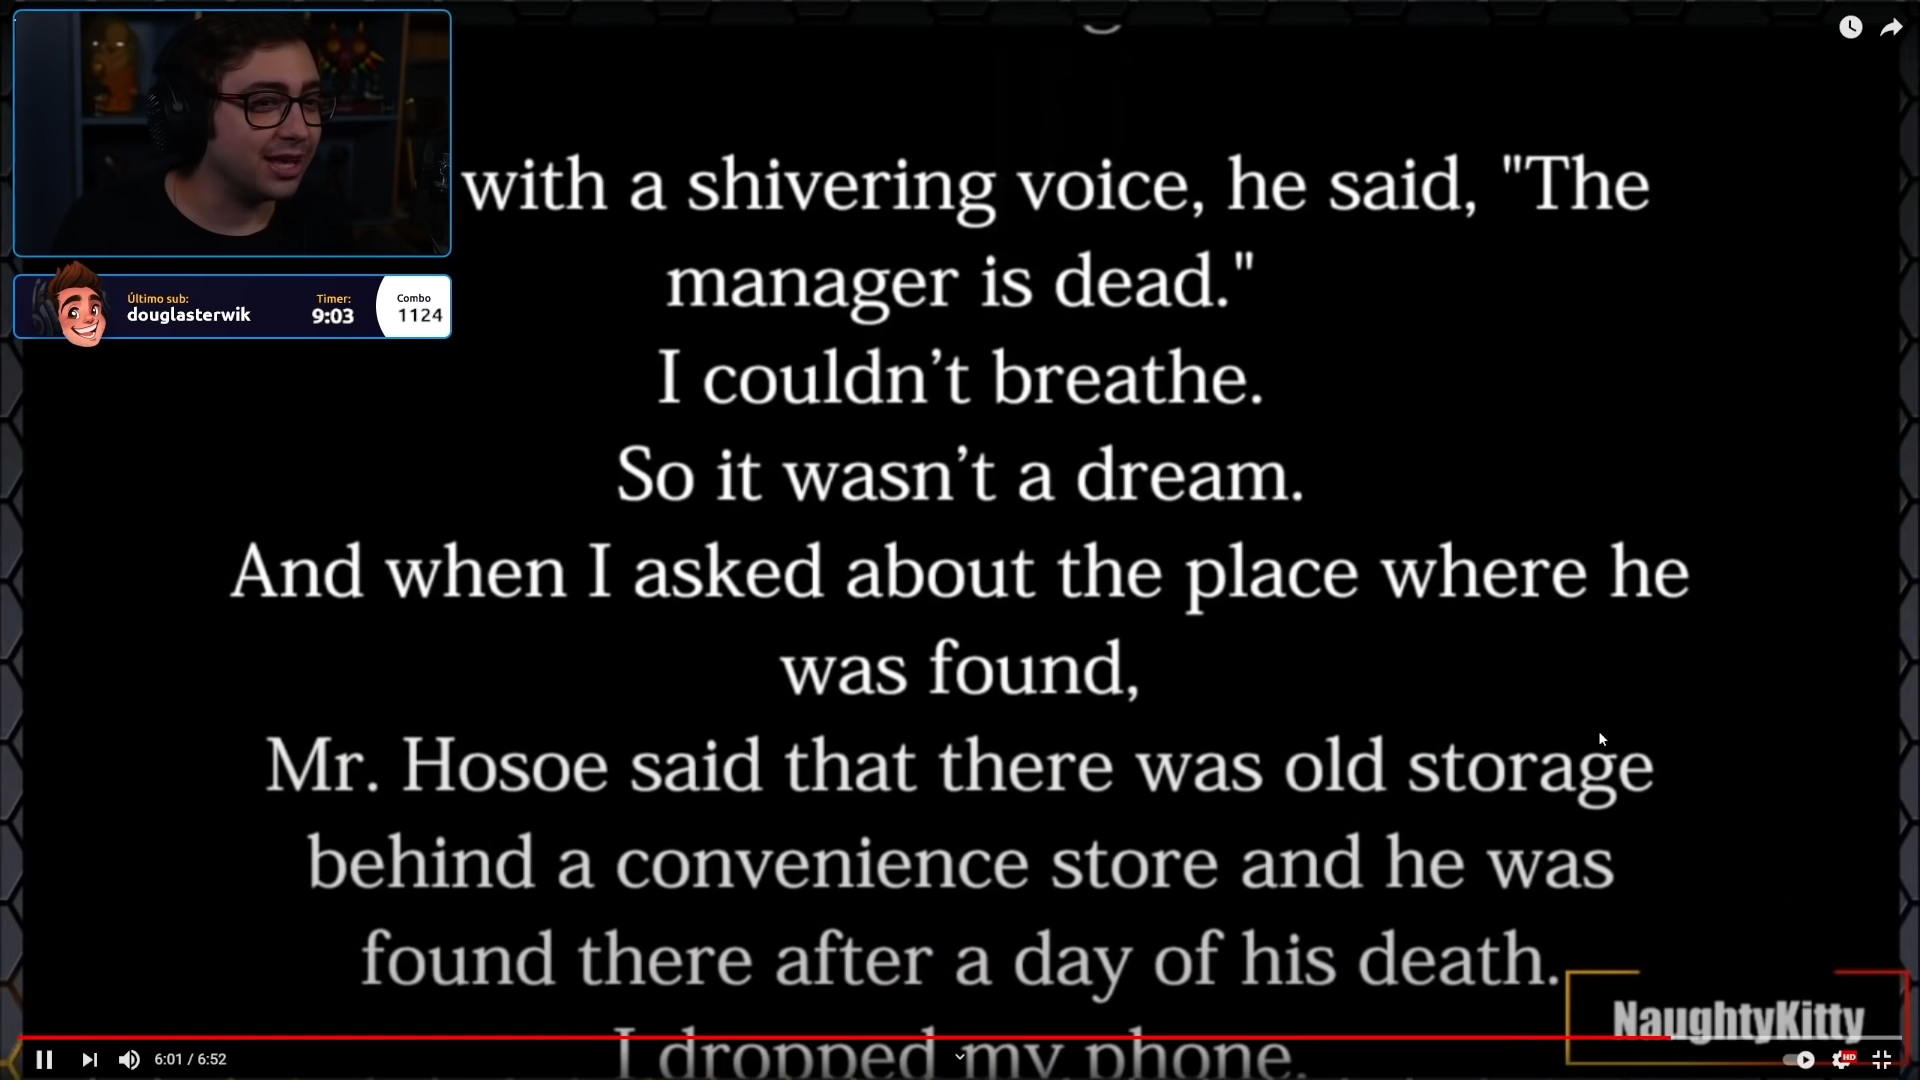 with a shivering voice, he said, "The
manager is dead."
Último sub:
douglasterwik
Timer:
9:03
Combo
1124
I couldn’t breathe.
So it wasn’t a dream.
And when I asked about the place where he
was found,
Mr. Hosoe said that there was old storage
behind a convenience store and he was
found there after a day of his death.
NaughtyKitty
I dropped my phone.
6:01 / 6:52
HD